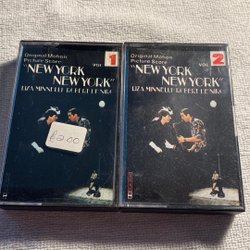 Original Motion
Picture Score
VOL 1
"NEW YORK
NEW YORK"
LIZA MINNELLI ROBERT DE NIRO
£2.00
Original Motion
Picture Score
VOL 2
"NEW YORK
NEW YORK"
LIZA MINNELLI ROBERT DE NIRO